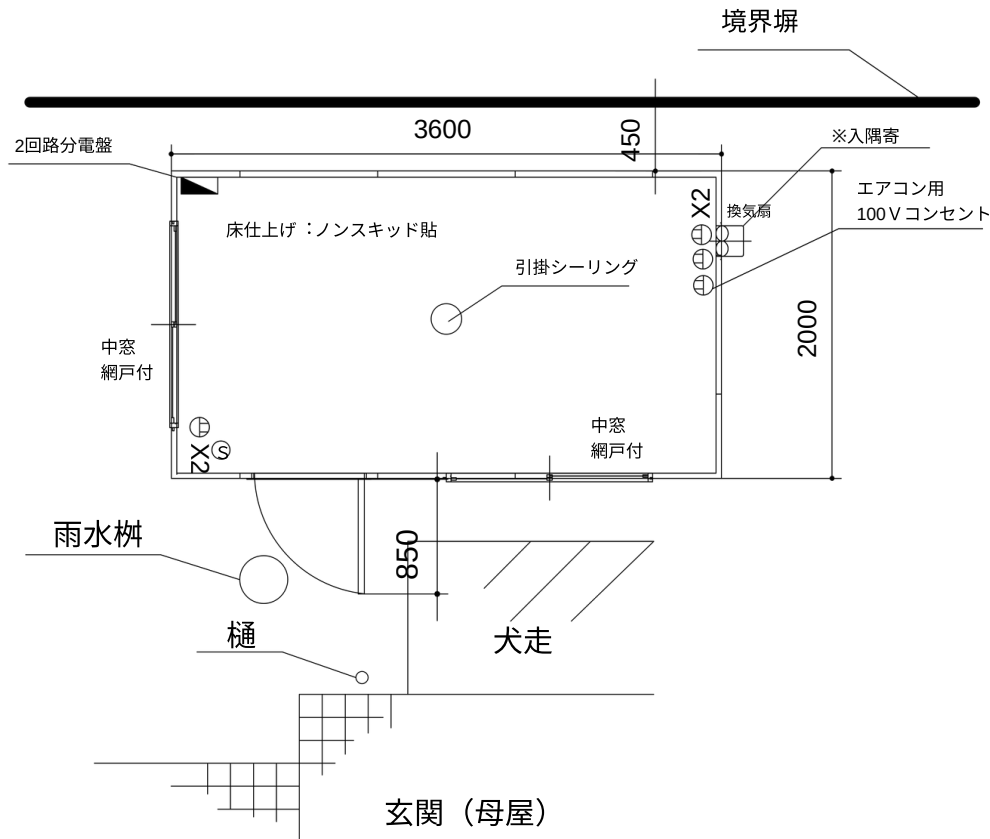 境界塀
3600
450
※入隅寄
2回路分電盤
エアコン用
100Ｖコンセント
X2
換気扇
床仕上げ：ノンスキッド貼
引掛シーリング
2000
中窓
網戸付
中窓
網戸付
S
X2
雨水桝
850
樋
犬走
玄関（母屋）